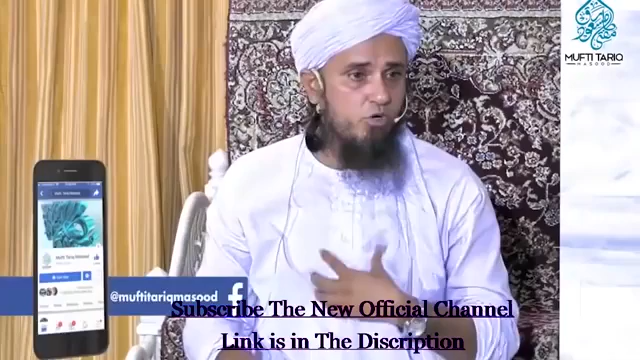 MUFTI TARIQ
MASOOD
@muftitariqmasood
Subscribe The New Official Channel
Link is in The Discription